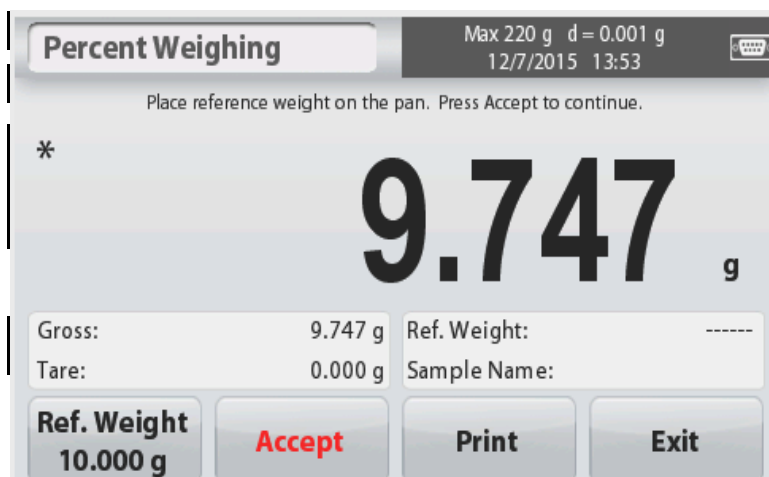 Percent Weighing
Max 220 g d = 0.001 g
12/7/2015 13:53
Place reference weight on the pan. Press Accept to continue.
*
9.747 g
Gross: 9.747 g Ref. Weight: ------
Tare: 0.000 g Sample Name:
Ref. Weight
10.000 g
Accept
Print
Exit